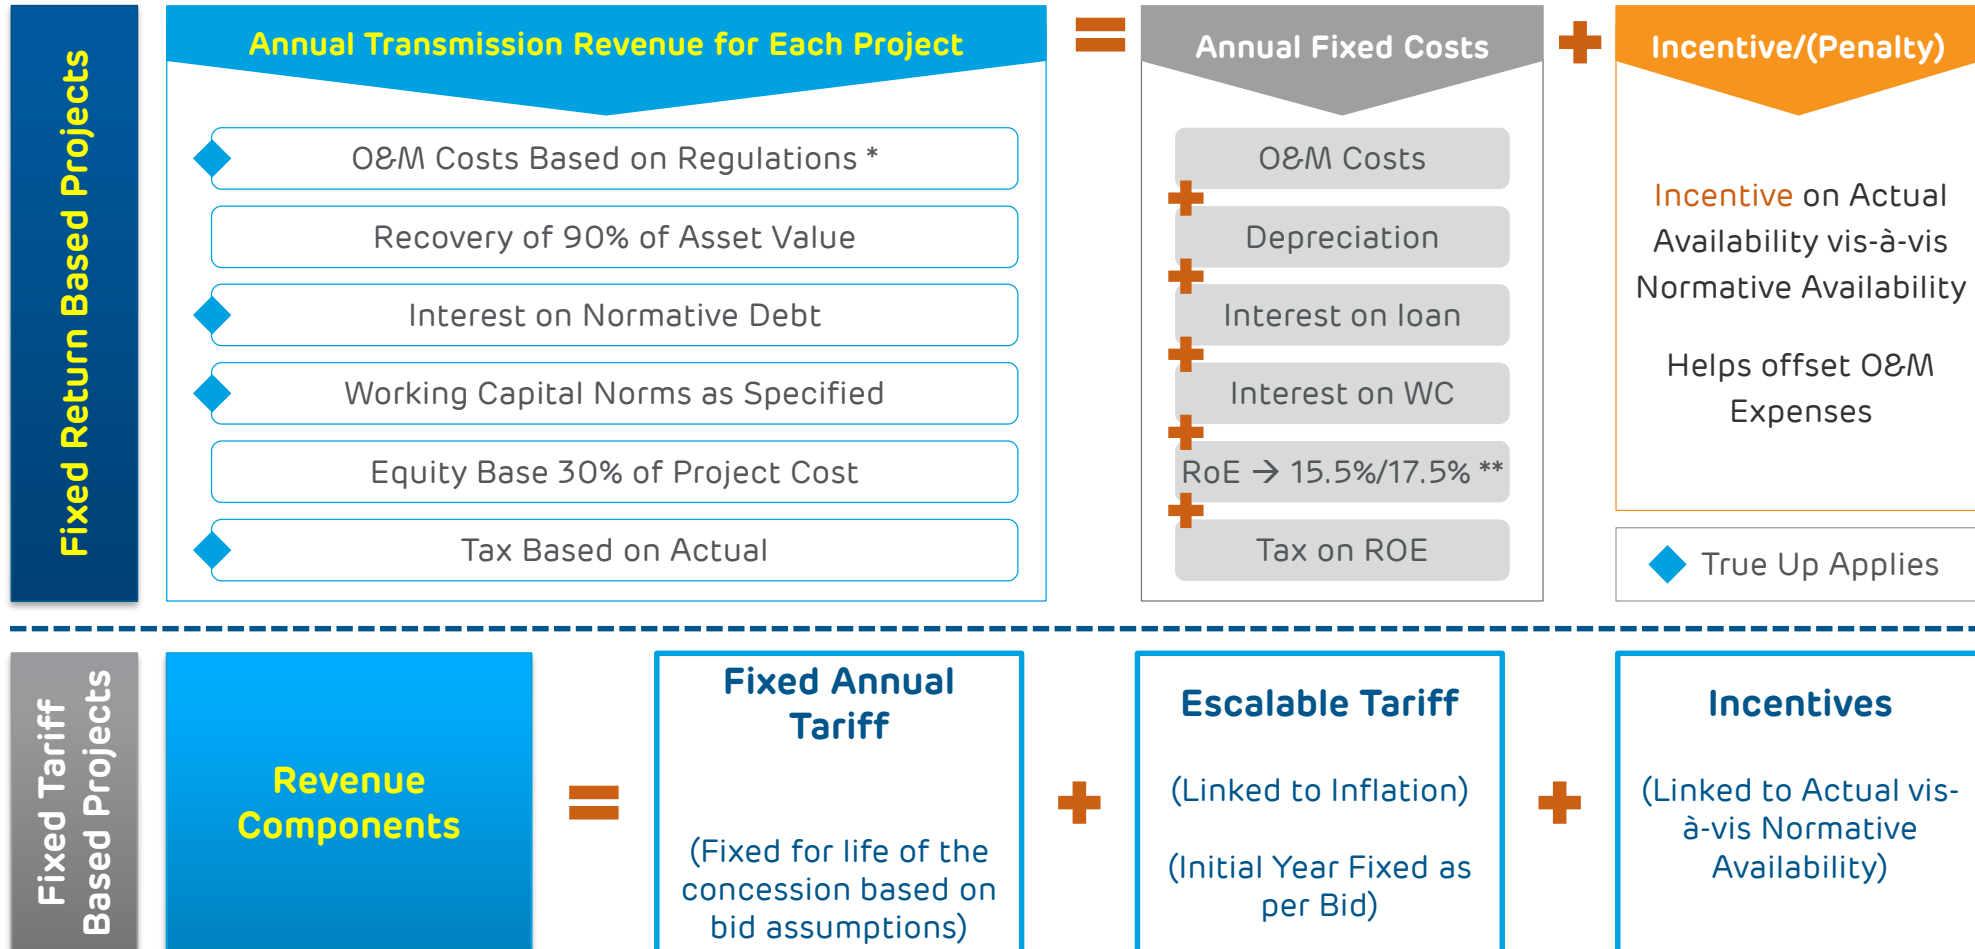 Fixed Return Based Projects
Annual Transmission Revenue for Each Project
=
Annual Fixed Costs
+
Incentive/(Penalty)
O&M Costs Based on Regulations *
Recovery of 90% of Asset Value
Interest on Normative Debt
Working Capital Norms as Specified
Equity Base 30% of Project Cost
Tax Based on Actual
O&M Costs
+
Depreciation
+
Interest on loan
+
Interest on WC
+
RoE → 15.5%/17.5% **
+
Tax on ROE
Incentive on Actual
Availability vis-à-vis
Normative Availability
Helps offset O&M
Expenses
True Up Applies
Fixed Tariff
Based Projects
Revenue
Components
=
Fixed Annual
Tariff
(Fixed for life of the
concession based on
bid assumptions)
+
Escalable Tariff
(Linked to Inflation)
(Initial Year Fixed as
per Bid)
+
Incentives
(Linked to Actual vis-
à-vis Normative
Availability)